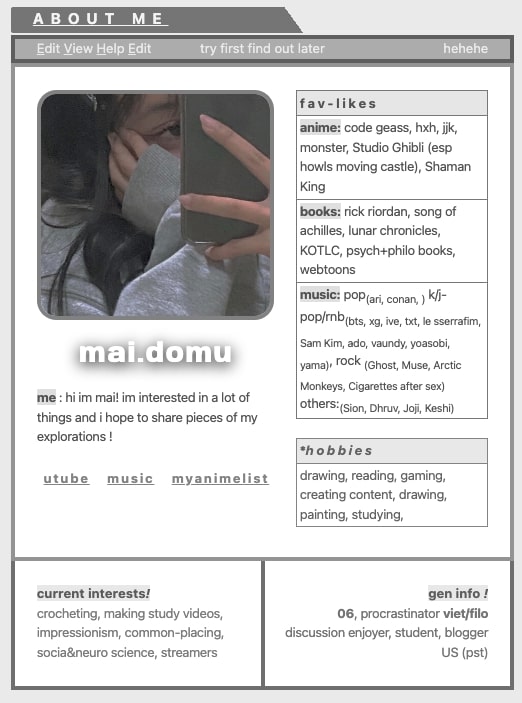 ABOUT ME
Edit View Help Edit
try first find out later
hehehe
mai.domu
me : hi im mai! im interested in a lot of
things and i hope to share pieces of my
explorations !
utube music myanimelist
fav-likes
anime: code geass, hxh, jjk,
monster, Studio Ghibli (esp
howls moving castle), Shaman
King
books: rick riordan, song of
achilles, lunar chronicles,
KOTLC, psych+philo books,
webtoons
music: pop(ari, conan, ) k/j-
pop/rnb(bts, xg, ive, txt, le sserafim,
Sam Kim, ado, vaundy, yoasobi,
yama), rock (Ghost, Muse, Arctic
Monkeys, Cigarettes after sex)
others:(Sion, Dhruv, Joji, Keshi)
*hobbies
drawing, reading, gaming,
creating content, drawing,
painting, studying,
current interests!
crocheting, making study videos,
impressionism, common-placing,
socia&neuro science, streamers
gen info !
06, procrastinator viet/filo
discussion enjoyer, student, blogger
US (pst)